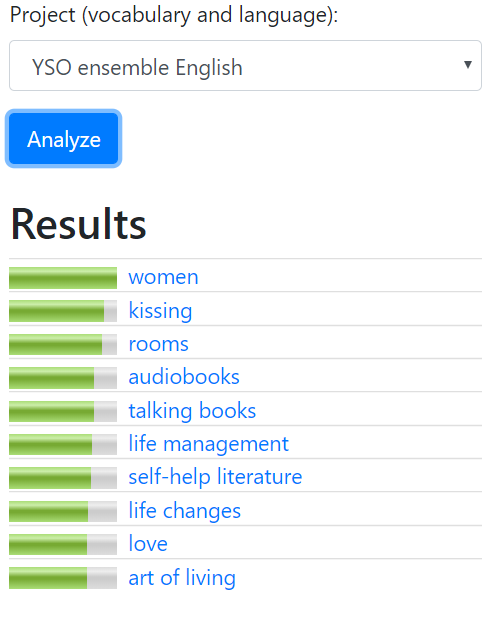 Project (vocabulary and language):
YSO ensemble English
Analyze
Results
women
kissing
rooms
audiobooks
talking books
life management
self-help literature
life changes
love
art of living